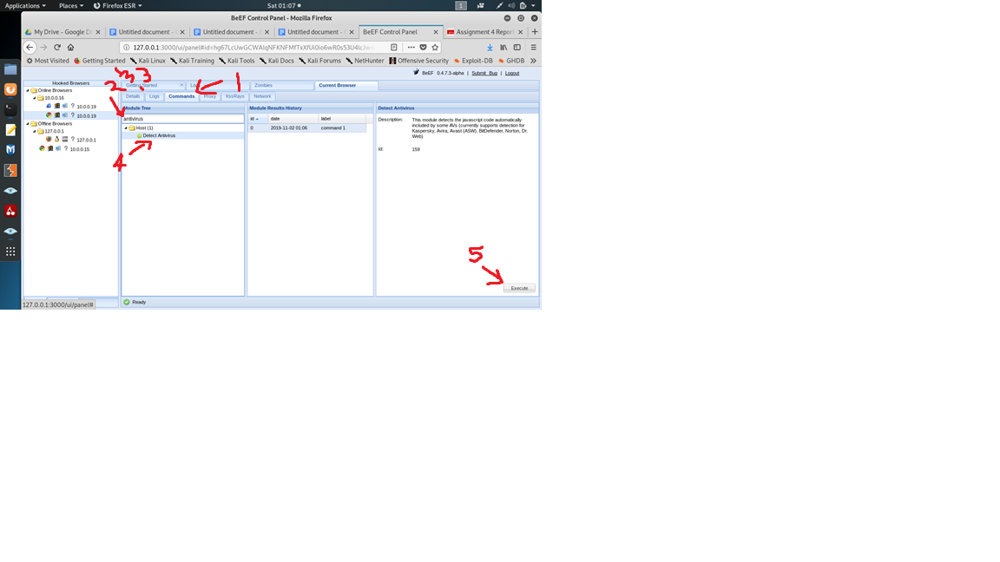 Applications Places Firefox ESR Sat 01:07 1
BeEF Control Panel - Mozilla Firefox
My Drive - Google D Untitled document - Untitled document - Untitled document - BeEF Control Panel Assignment 4 Report
127.0.0.1:3000/ui/panel#id=hg67LcUwGCWAIqNFKNFMfTxXfUi0io6wR0s53U4lcJw
Most Visited Getting Started Kali Linux Kali Training Kali Tools Kali Docs Kali Forums NetHunter Offensive Security Exploit-DB GHDB
BeEF 0.4.7.3-alpha | Submit Bug | Logout
Hooked Browsers
Online Browsers
10.0.0.16
? 10.0.0.19
? 10.0.0.19
Offline Browsers
127.0.0.1
? 127.0.0.1
? 10.0.0.15
2 3 1
Getting Started Zombies Current Browser
Details Logs Commands Proxy XssRays Network
Module Tree
antivirus
Host (1)
Detect Antivirus
4
Module Results History
id date label
0 2019-11-02 01:06 command 1
Detect Antivirus
Description: This module detects the javascript code automatically
included by some AVs (currently supports detection for
Kaspersky, Avira, Avast (ASW), BitDefender, Norton, Dr.
Web)
Id: 159
5
Execute
Ready
127.0.0.1:3000/ui/panel#